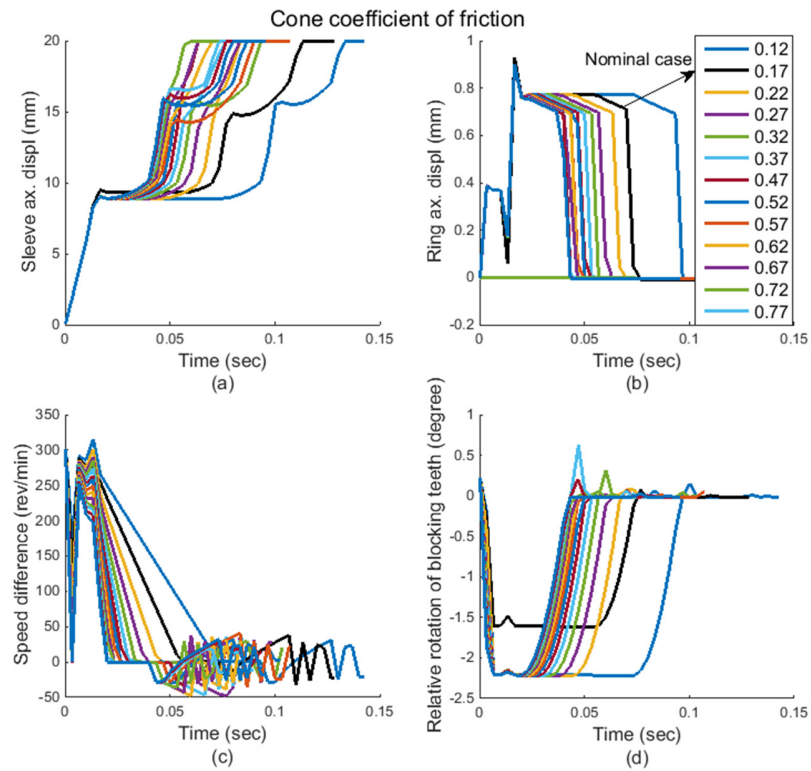 Cone coefficient of friction
20
15
10
5
0
Sleeve ax. displ (mm)
0 0.05 0.1 0.15
Time (sec)
(a)
1
0.8
0.6
0.4
0.2
0
-0.2
Ring ax. displ (mm)
Nominal case
0.12
0.17
0.22
0.27
0.32
0.37
0.47
0.52
0.57
0.62
0.67
0.72
0.77
0 0.05 0.1 0.15
Time (sec)
(b)
350
300
250
200
150
100
50
0
-50
Speed difference (rev/min)
0 0.05 0.1 0.15
Time (sec)
(c)
1
0.5
0
-0.5
-1
-1.5
-2
-2.5
Relative rotation of blocking teeth (degree)
0 0.05 0.1 0.15
Time (sec)
(d)